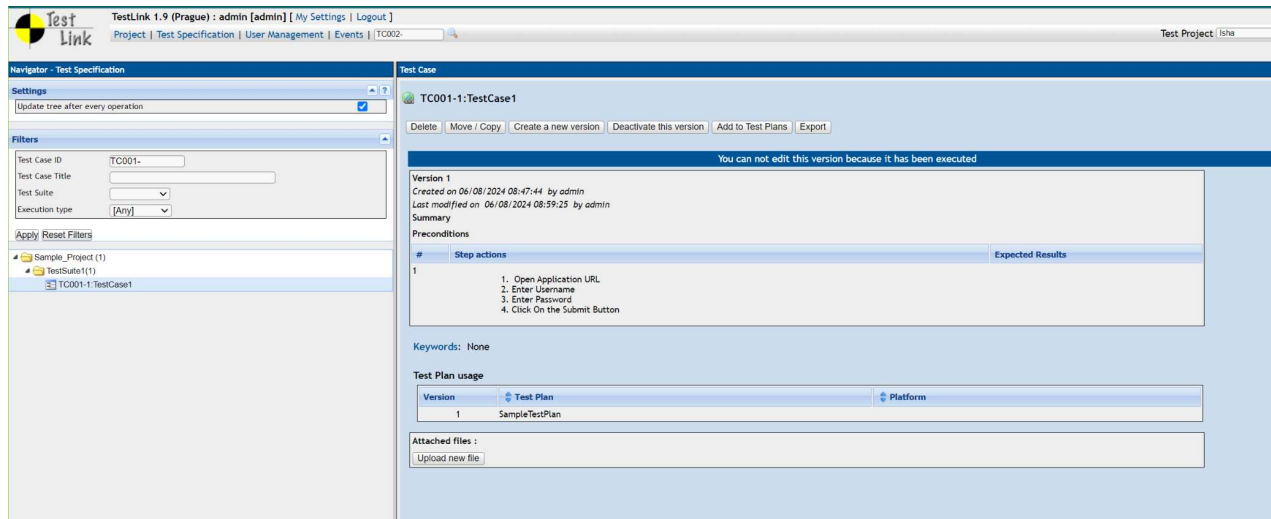 Test Link
TestLink 1.9 (Prague) : admin [admin] [ My Settings | Logout ]
Project | Test Specification | User Management | Events | TC002-
Test Project Isha
Navigator - Test Specification
Settings
Update tree after every operation
Filters
Test Case ID TC001-
Test Case Title
Test Suite
Execution type [Any]
Apply Reset Filters
Sample_Project (1)
TestSuite1(1)
TC001-1:TestCase1
Test Case
TC001-1:TestCase1
Delete Move / Copy Create a new version Deactivate this version Add to Test Plans Export
You can not edit this version because it has been executed
Version 1
Created on 06/08/2024 08:47:44 by admin
Last modified on 06/08/2024 08:59:25 by admin
Summary
Preconditions
# Step actions Expected Results
1
1. Open Application URL
2. Enter Username
3. Enter Password
4. Click On the Submit Button
Keywords: None
Test Plan usage
Version Test Plan Platform
1 SampleTestPlan
Attached files :
Upload new file